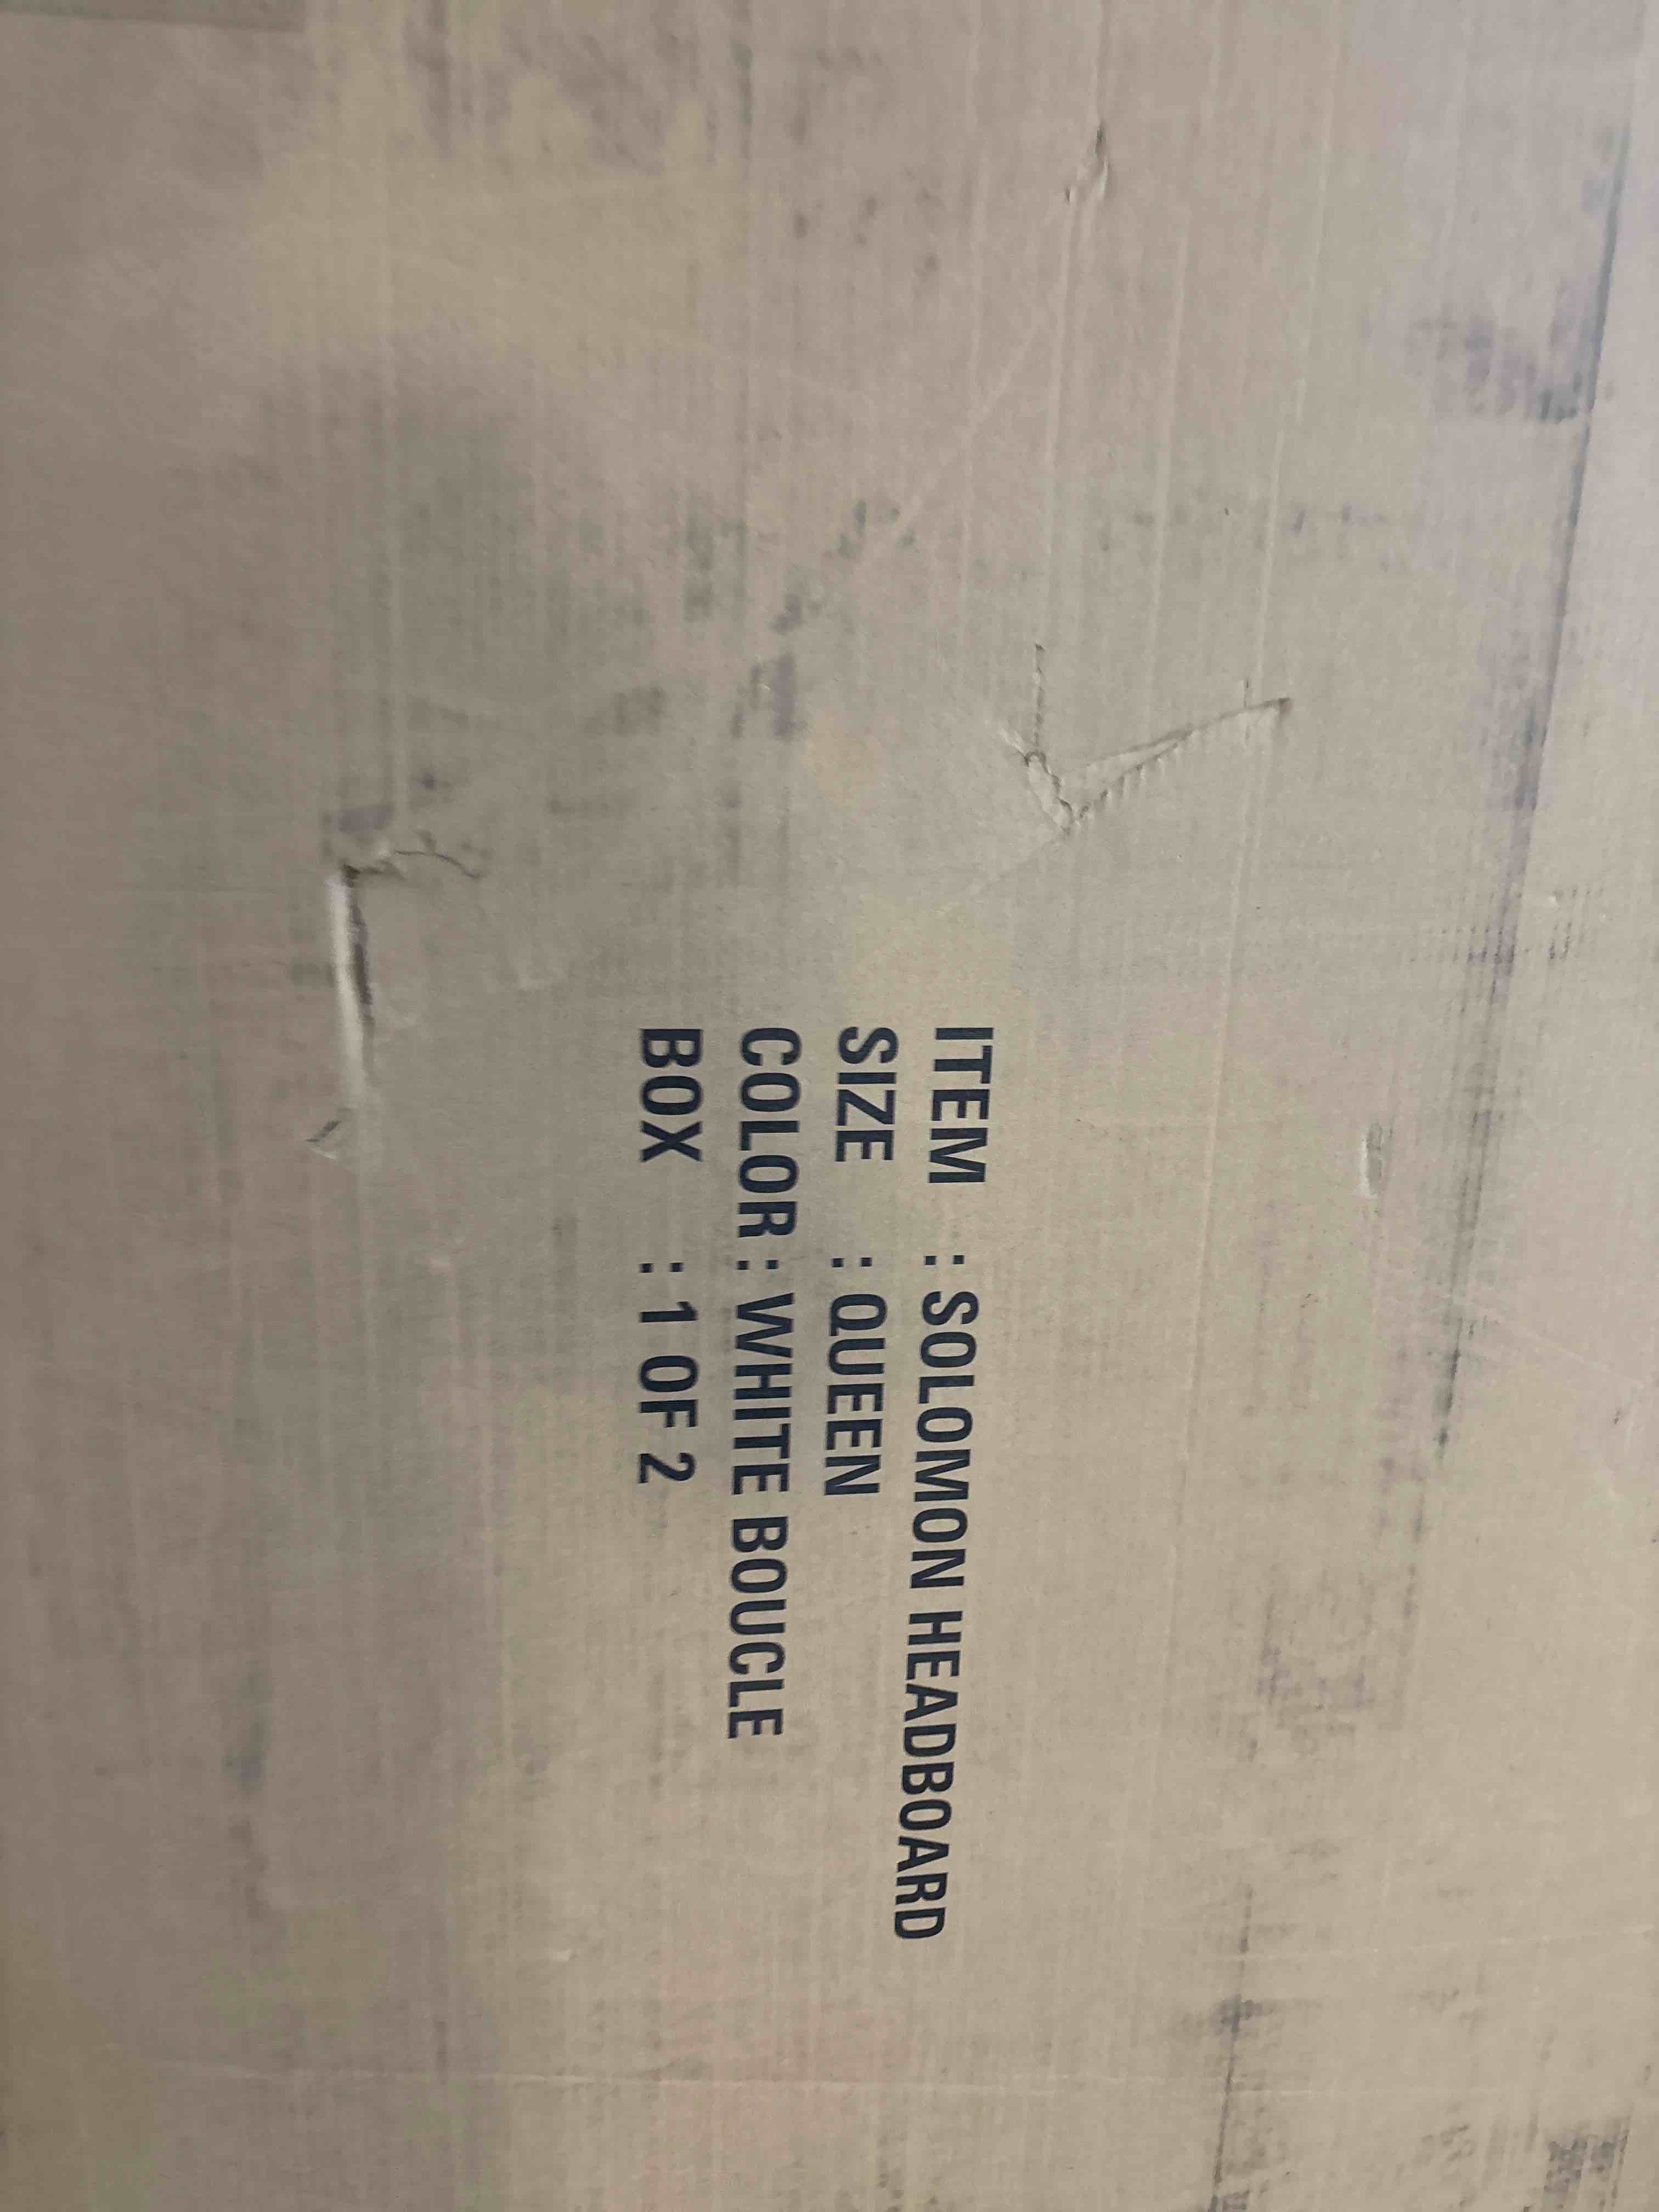 ITEM : SOLOMON HEADBOARD
SIZE : QUEEN
COLOR : WHITE BOUCLE
BOX : 1 OF 2